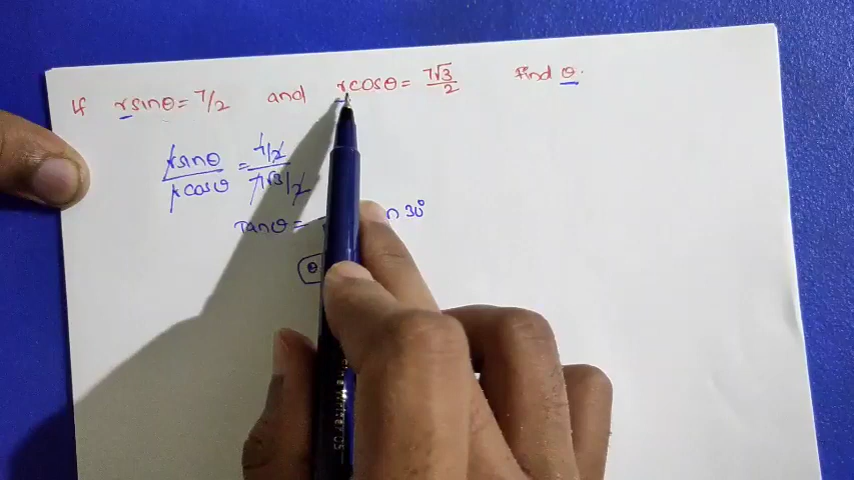 If rsinθ = 7/2 and rcosθ = 7√3/2 Find θ.
rsinθ/rcosθ = 7/2/7√3/2
Tanθ = n 30°
θ